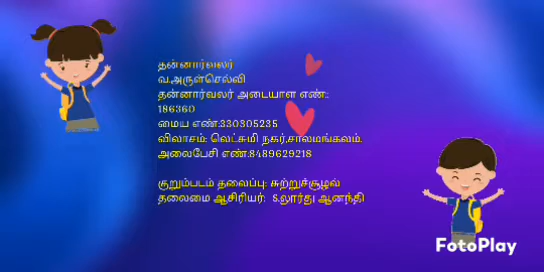 தன்னார்வலர்
வ.அருள்செல்வி
தன்னார்வலர் அடையாள எண்:
186360
மைய எண்:330305235
விலாசம்: லெட்சுமி நகர்,சாலமங்கலம்.
அலைபேசி எண்:8489629218
குறும்படம் தலைப்பு: சுற்றுச்சூழல்
தலைமை ஆசிரியர்: S.லூர்து ஆனந்தி
FotoPlay